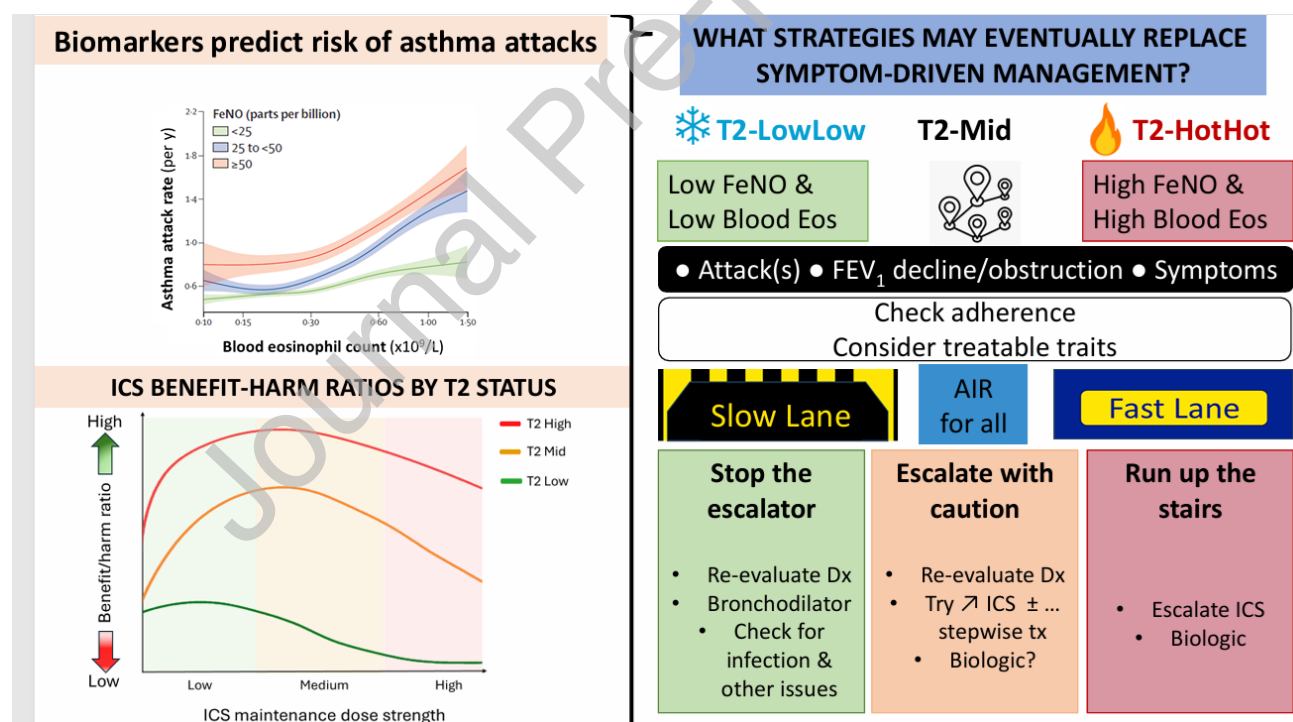 Biomarkers predict risk of asthma attacks
FeNO (parts per billion)
<25
25 to <50
≥50
Asthma attack rate (per y)
2·2
1·8
1·4
1·0
0·6
0·10
0·15
0·30
0·60
1·00
1·50
Blood eosinophil count (x10⁹/L)
ICS BENEFIT-HARM RATIOS BY T2 STATUS
High
Benefit/harm ratio
Low
T2 High
T2 Mid
T2 Low
Low
Medium
High
ICS maintenance dose strength
WHAT STRATEGIES MAY EVENTUALLY REPLACE
SYMPTOM-DRIVEN MANAGEMENT?
T2-LowLow
T2-Mid
T2-HotHot
Low FeNO &
Low Blood Eos
High FeNO &
High Blood Eos
● Attack(s) ● FEV₁ decline/obstruction ● Symptoms
Check adherence
Consider treatable traits
Slow Lane
AIR
for all
Fast Lane
Stop the
escalator
• Re-evaluate Dx
• Bronchodilator
• Check for
infection &
other issues
Escalate with
caution
• Re-evaluate Dx
• Try ↗ ICS ± ...
stepwise tx
• Biologic?
Run up the
stairs
• Escalate ICS
• Biologic
Journal Pre-